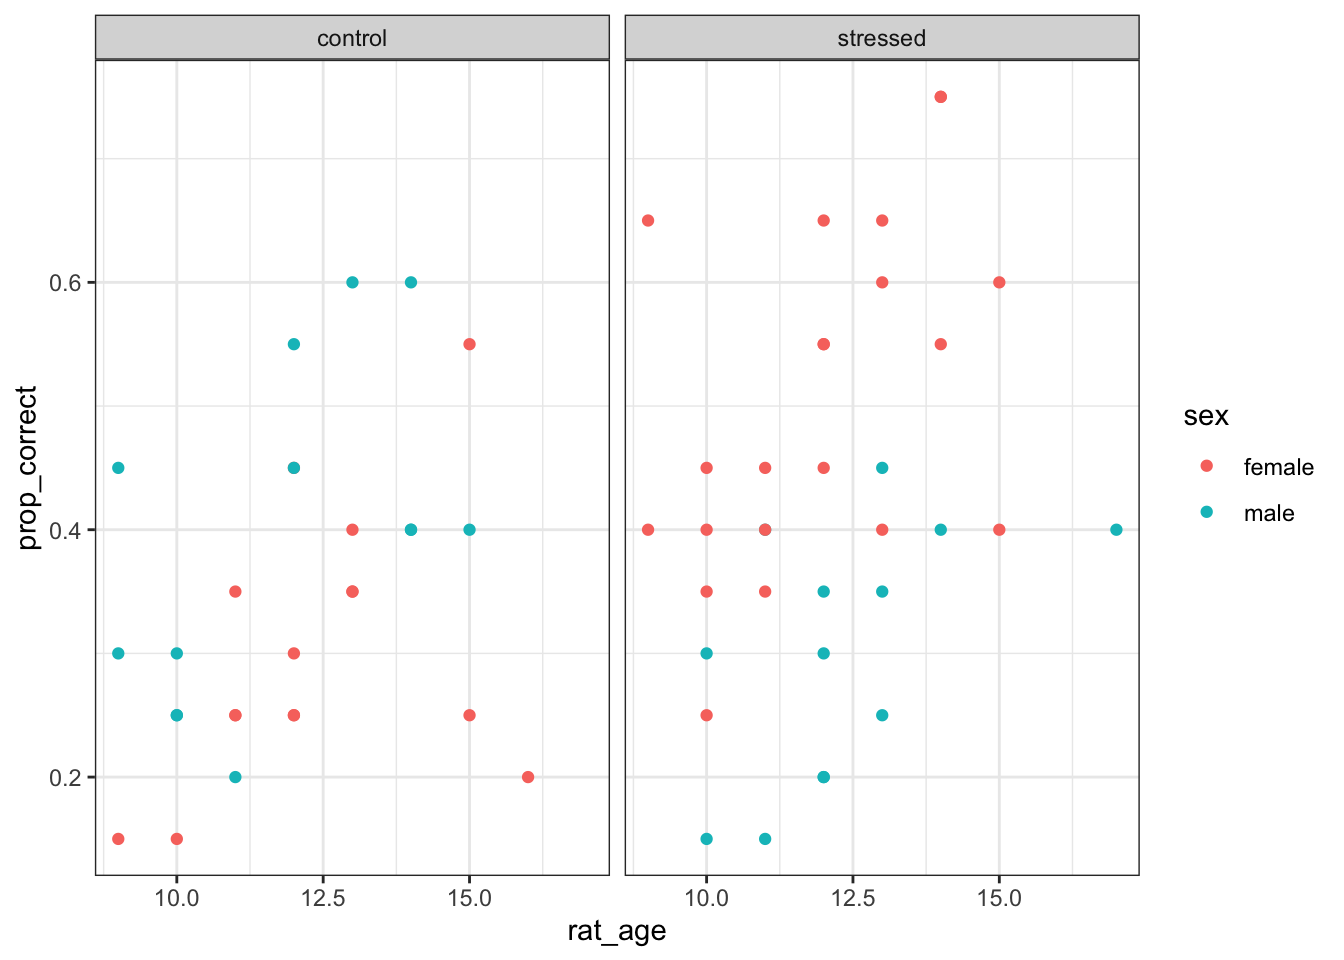 control
stressed
0.6
0.4
0.2
prop_correct
10.0
12.5
15.0
10.0
12.5
15.0
rat_age
sex
female
male